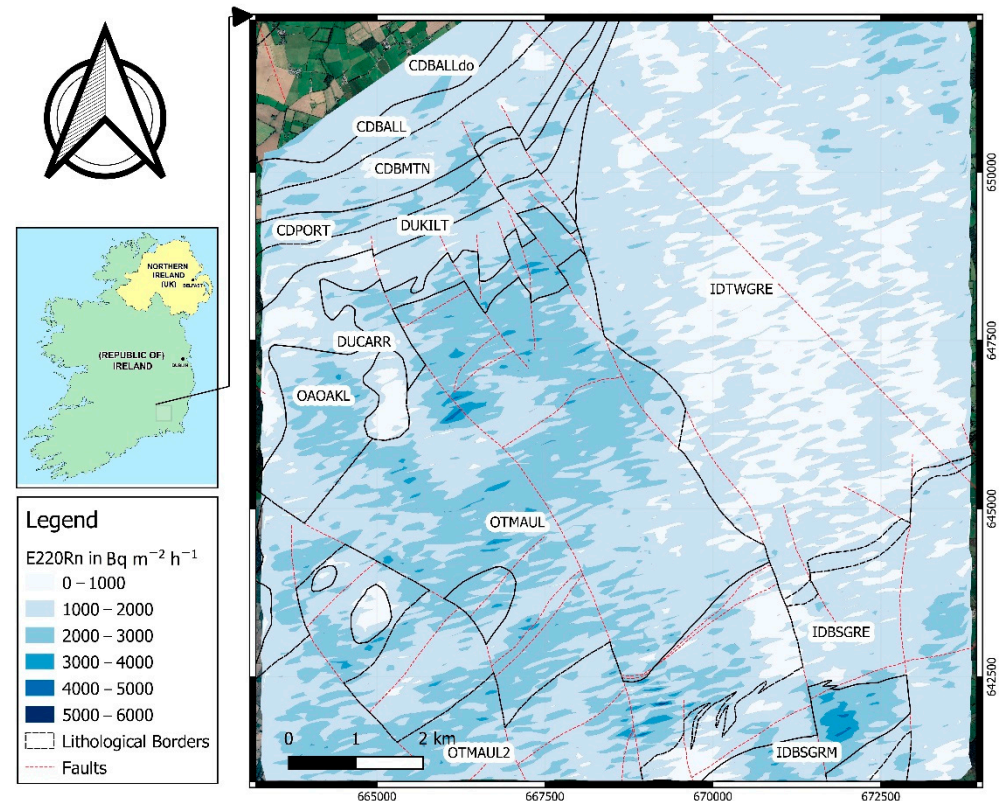 CDBALLdo
CDBALL
CDBMTN
CDPORT
DUKILT
IDTWGRE
DUCARR
OAOAKL
OTMAUL
IDBSGRE
OTMAUL2
IDBSGRM
0 1 2 km
650000
647500
645000
642500
665000 667500 670000 672500
NORTHERN
IRELAND
(UK)
BELFAST
(REPUBLIC OF)
IRELAND
DUBLIN
Legend
E220Rn in Bq m⁻² h⁻¹
0 – 1000
1000 – 2000
2000 – 3000
3000 – 4000
4000 – 5000
5000 – 6000
Lithological Borders
Faults